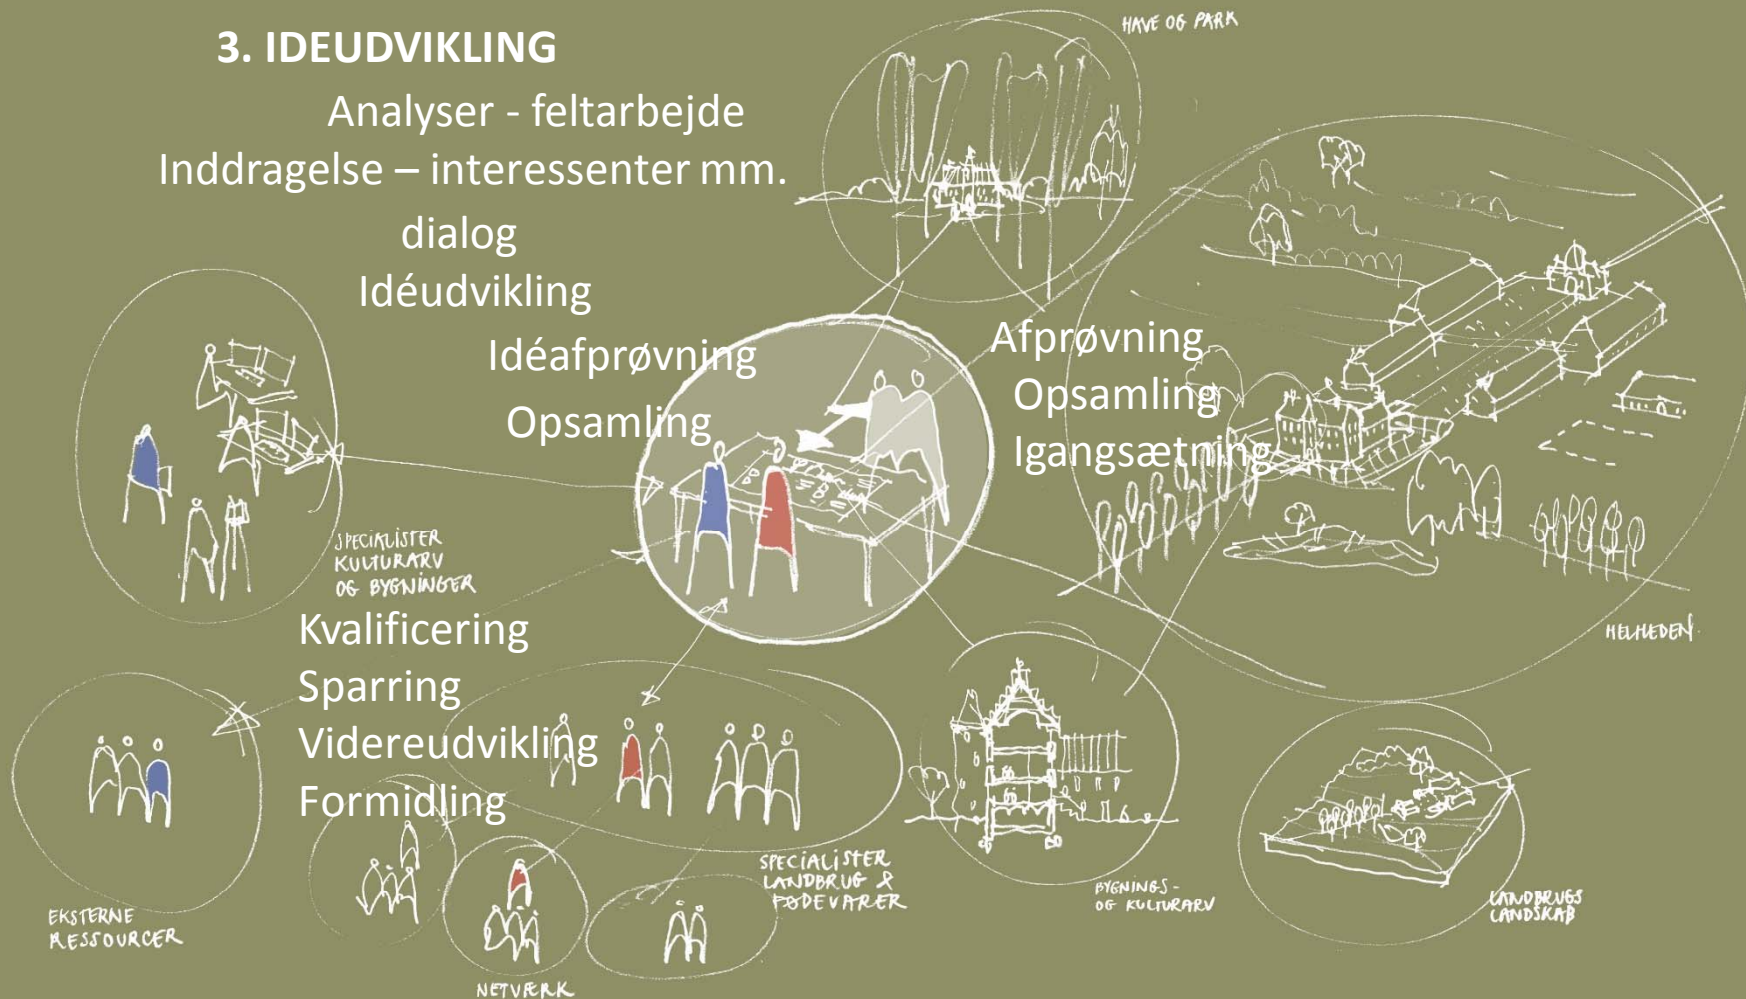 3. IDEUDVIKLING
Analyser - feltarbejde
Inddragelse – interessenter mm.
dialog
Idéudvikling
Idéafprøvning
Opsamling
Afprøvning
Opsamling
Igangsætning
Kvalificering
Sparring
Videreudvikling
Formidling
HAVE OG PARK
HELHEDEN.
SPECIALISTER
KULTURARV
OG BYGNINGER
EKSTERNE
RESSOURCER
NETVÆRK
SPECIALISTER
LANDBRUG &
FØDEVARER
BYGNINGS-
OG KULTURARV
LANDBRUGS
LANDSKAB